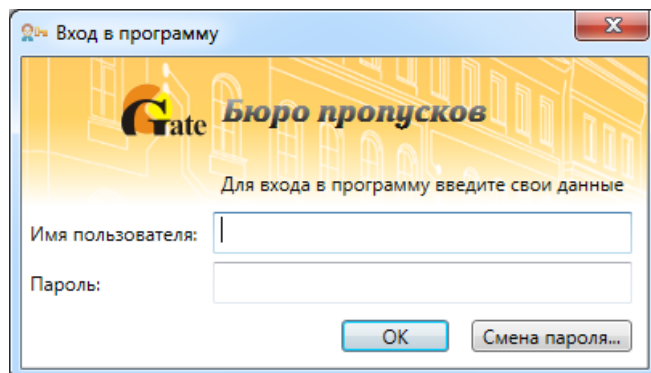 Вход в программу
Gate Бюро пропусков
Для входа в программу введите свои данные
Имя пользователя:
Пароль:
OK Смена пароля...